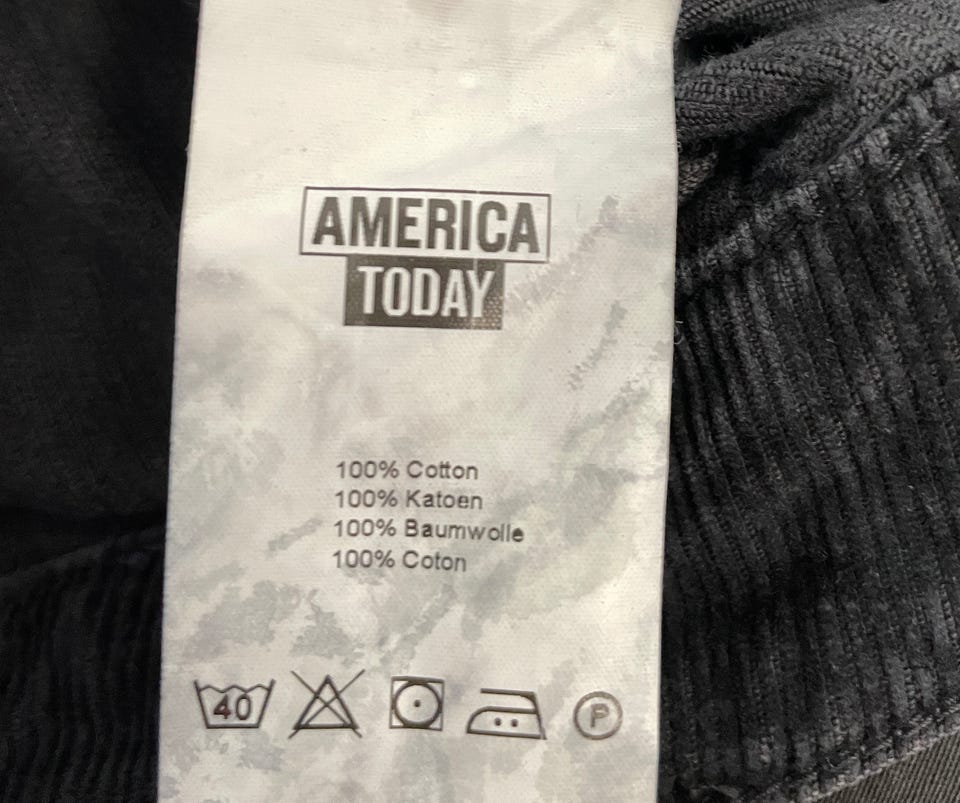 AMERICA
TODAY
100% Cotton
100% Katoen
100% Baumwolle
100% Coton
40 P